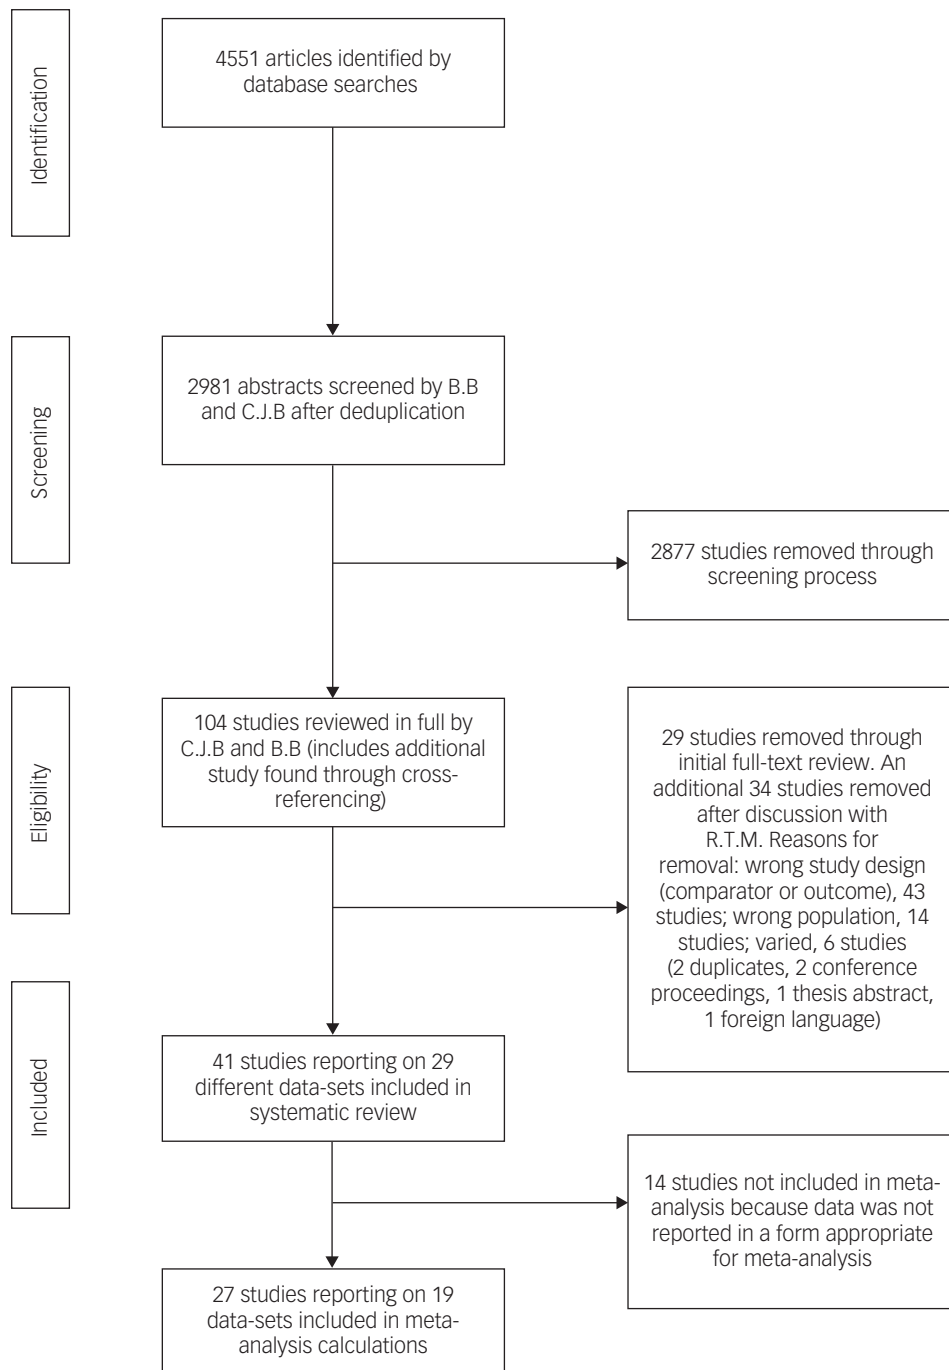 Identification
4551 articles identified by
database searches
Screening
2981 abstracts screened by B.B
and C.J.B after deduplication
2877 studies removed through
screening process
Eligibility
104 studies reviewed in full by
C.J.B and B.B (includes additional
study found through cross-
referencing)
29 studies removed through
initial full-text review. An
additional 34 studies removed
after discussion with
R.T.M. Reasons for
removal: wrong study design
(comparator or outcome), 43
studies; wrong population, 14
studies; varied, 6 studies
(2 duplicates, 2 conference
proceedings, 1 thesis abstract,
1 foreign language)
Included
41 studies reporting on 29
different data-sets included in
systematic review
14 studies not included in meta-
analysis because data was not
reported in a form appropriate
for meta-analysis
27 studies reporting on 19
data-sets included in meta-
analysis calculations